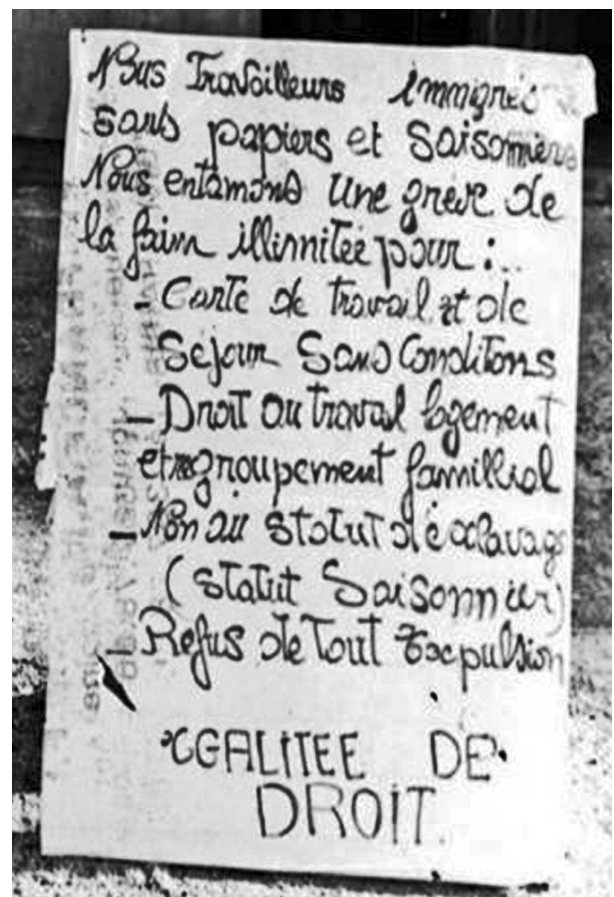 Nous Travailleurs immigrés
sans papiers et saisonniers
Nous entamons une grève de
la faim illimitée pour :..
- Carte de travail et de
Sejour Sans Conditons
- Droit au travail logement
et regroupement famillial
- Non au statut d'esclavage
(statut Saisonnier)
- Refus de Tout Expulsion
EGALITEE DE
DROIT.